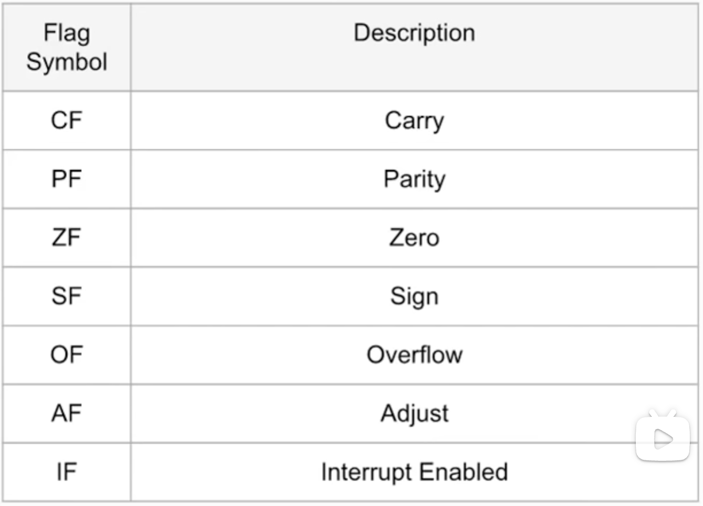 Flag Symbol Description
CF Carry
PF Parity
ZF Zero
SF Sign
OF Overflow
AF Adjust
IF Interrupt Enabled